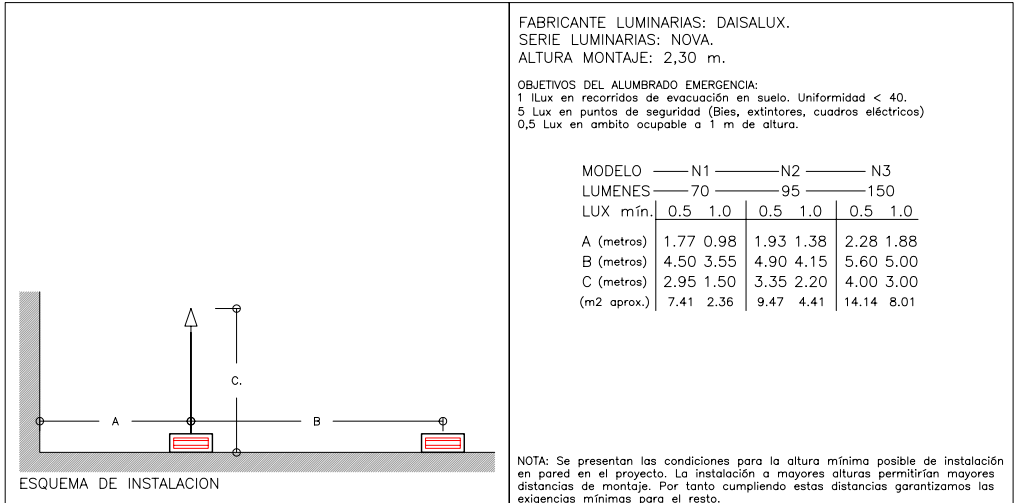 FABRICANTE LUMINARIAS: DAISALUX.
SERIE LUMINARIAS: NOVA.
ALTURA MONTAJE: 2,30 m.
OBJETIVOS DEL ALUMBRADO EMERGENCIA:
1 lLux en recorridos de evacuación en suelo. Uniformidad < 40.
5 Lux en puntos de seguridad (Bies, extintores, cuadros eléctricos)
0,5 Lux en ambito ocupable a 1 m de altura.
MODELO N1 N2 N3
LUMENES 70 95 150
LUX mín. 0.5 1.0 0.5 1.0 0.5 1.0
A (metros) 1.77 0.98 1.93 1.38 2.28 1.88
B (metros) 4.50 3.55 4.90 4.15 5.60 5.00
C (metros) 2.95 1.50 3.35 2.20 4.00 3.00
(m2 aprox.) 7.41 2.36 9.47 4.41 14.14 8.01
C.
A B
ESQUEMA DE INSTALACION
NOTA: Se presentan las condiciones para la altura mínima posible de instalación
en pared en el proyecto. La instalación a mayores alturas permitirían mayores
distancias de montaje. Por tanto cumpliendo estas distancias garantizamos las
exigencias mínimas para el resto.